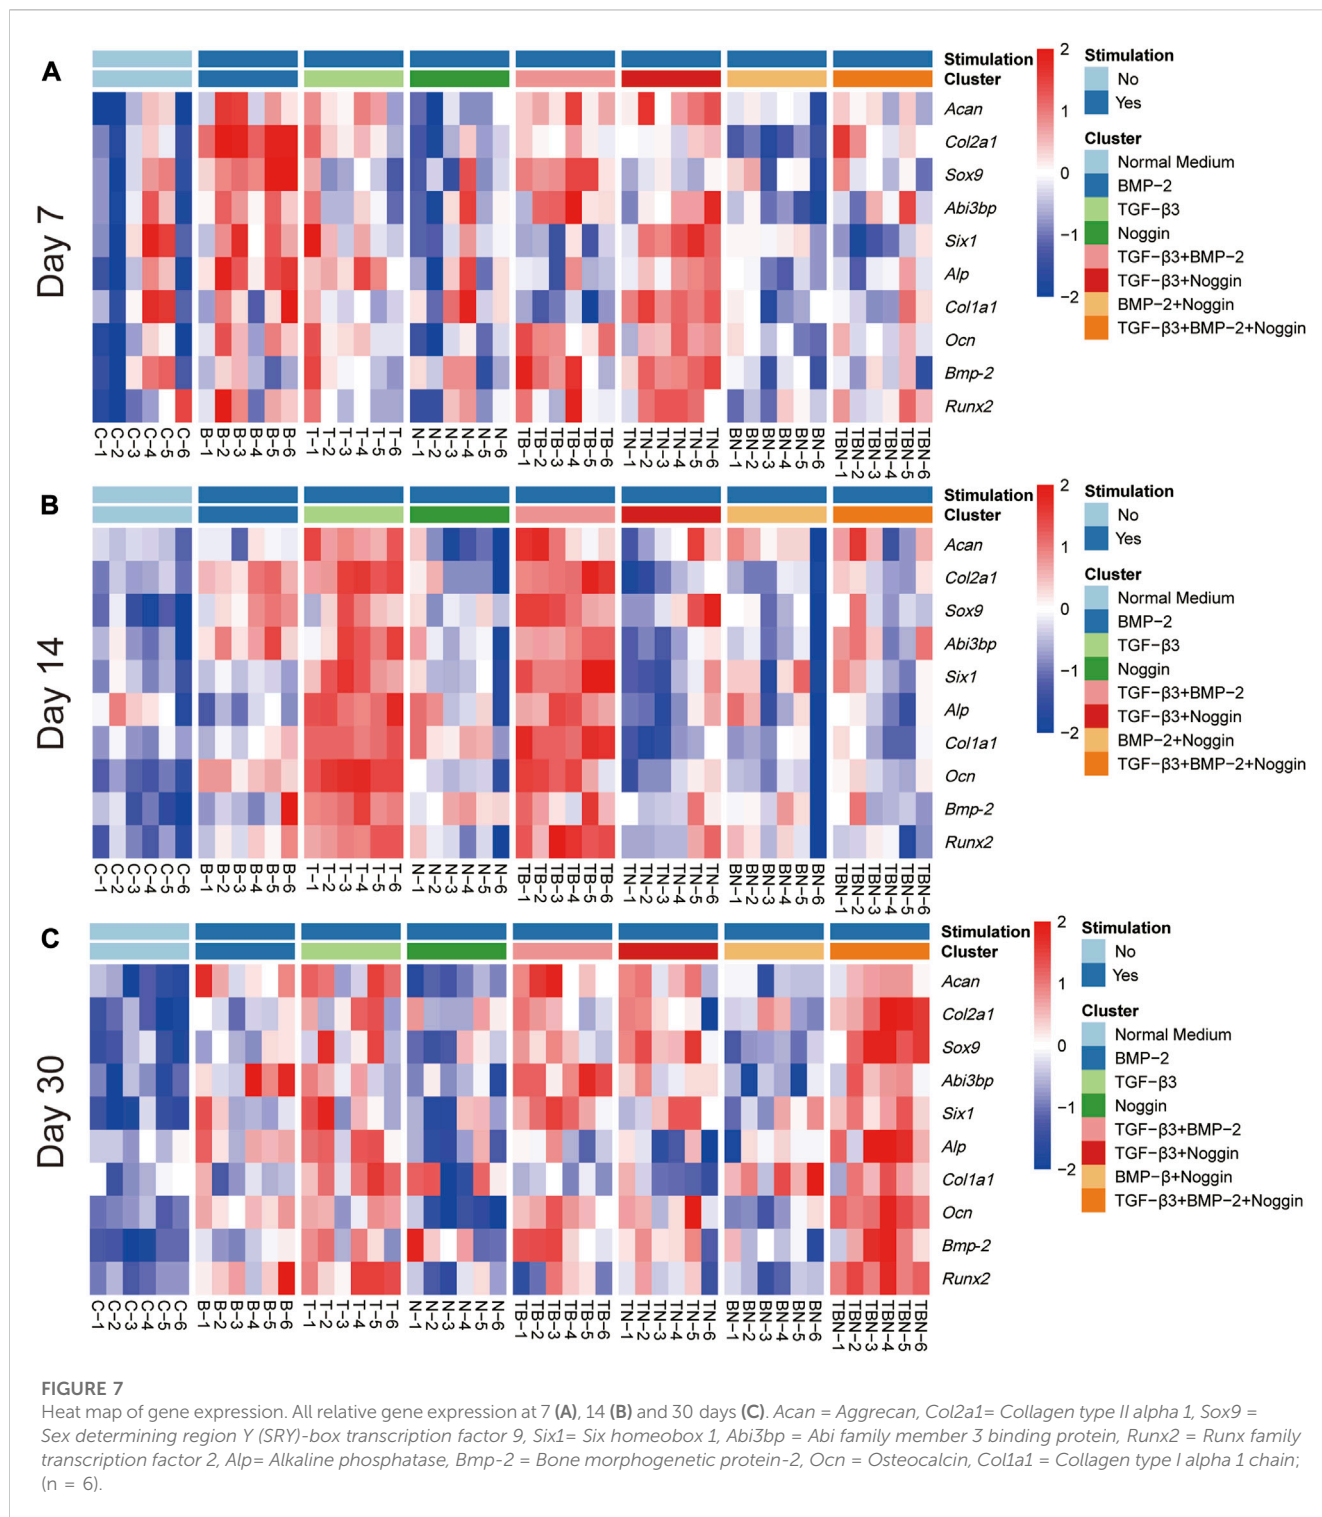 A
Day 7
Stimulation
Cluster
Acan
Col2a1
Sox9
Abi3bp
Six1
Alp
Col1a1
Ocn
Bmp-2
Runx2
C-1 C-2 C-3 C-4 C-5 C-6 B-1 B-2 B-3 B-4 B-5 B-6 T-1 T-2 T-3 T-4 T-5 T-6 N-1 N-2 N-3 N-4 N-5 N-6 TB-1 TB-2 TB-3 TB-4 TB-5 TB-6 TN-1 TN-2 TN-3 TN-4 TN-5 TN-6 BN-1 BN-2 BN-3 BN-4 BN-5 BN-6 TBN-1 TBN-2 TBN-3 TBN-4 TBN-5 TBN-6
2
1
0
−1
−2
Stimulation
No
Yes
Cluster
Normal Medium
BMP−2
TGF−β3
Noggin
TGF−β3+BMP−2
TGF−β3+Noggin
BMP−2+Noggin
TGF−β3+BMP−2+Noggin
B
Day 14
Stimulation
Cluster
Acan
Col2a1
Sox9
Abi3bp
Six1
Alp
Col1a1
Ocn
Bmp-2
Runx2
C-1 C-2 C-3 C-4 C-5 C-6 B-1 B-2 B-3 B-4 B-5 B-6 T-1 T-2 T-3 T-4 T-5 T-6 N-1 N-2 N-3 N-4 N-5 N-6 TB-1 TB-2 TB-3 TB-4 TB-5 TB-6 TN-1 TN-2 TN-3 TN-4 TN-5 TN-6 BN-1 BN-2 BN-3 BN-4 BN-5 BN-6 TBN-1 TBN-2 TBN-3 TBN-4 TBN-5 TBN-6
2
1
0
−1
−2
Stimulation
No
Yes
Cluster
Normal Medium
BMP−2
TGF−β3
Noggin
TGF−β3+BMP−2
TGF−β3+Noggin
BMP−2+Noggin
TGF−β3+BMP−2+Noggin
C
Day 30
Stimulation
Cluster
Acan
Col2a1
Sox9
Abi3bp
Six1
Alp
Col1a1
Ocn
Bmp-2
Runx2
C-1 C-2 C-3 C-4 C-5 C-6 B-1 B-2 B-3 B-4 B-5 B-6 T-1 T-2 T-3 T-4 T-5 T-6 N-1 N-2 N-3 N-4 N-5 N-6 TB-1 TB-2 TB-3 TB-4 TB-5 TB-6 TN-1 TN-2 TN-3 TN-4 TN-5 TN-6 BN-1 BN-2 BN-3 BN-4 BN-5 BN-6 TBN-1 TBN-2 TBN-3 TBN-4 TBN-5 TBN-6
2
1
0
−1
−2
Stimulation
No
Yes
Cluster
Normal Medium
BMP−2
TGF−β3
Noggin
TGF−β3+BMP−2
TGF−β3+Noggin
BMP−β+Noggin
TGF−β3+BMP−2+Noggin
FIGURE 7
Heat map of gene expression. All relative gene expression at 7 (A), 14 (B) and 30 days (C). Acan = Aggrecan, Col2a1= Collagen type II alpha 1, Sox9 =
Sex determining region Y (SRY)-box transcription factor 9, Six1= Six homeobox 1, Abi3bp = Abi family member 3 binding protein, Runx2 = Runx family
transcription factor 2, Alp= Alkaline phosphatase, Bmp-2 = Bone morphogenetic protein-2, Ocn = Osteocalcin, Col1a1 = Collagen type I alpha 1 chain;
(n = 6).